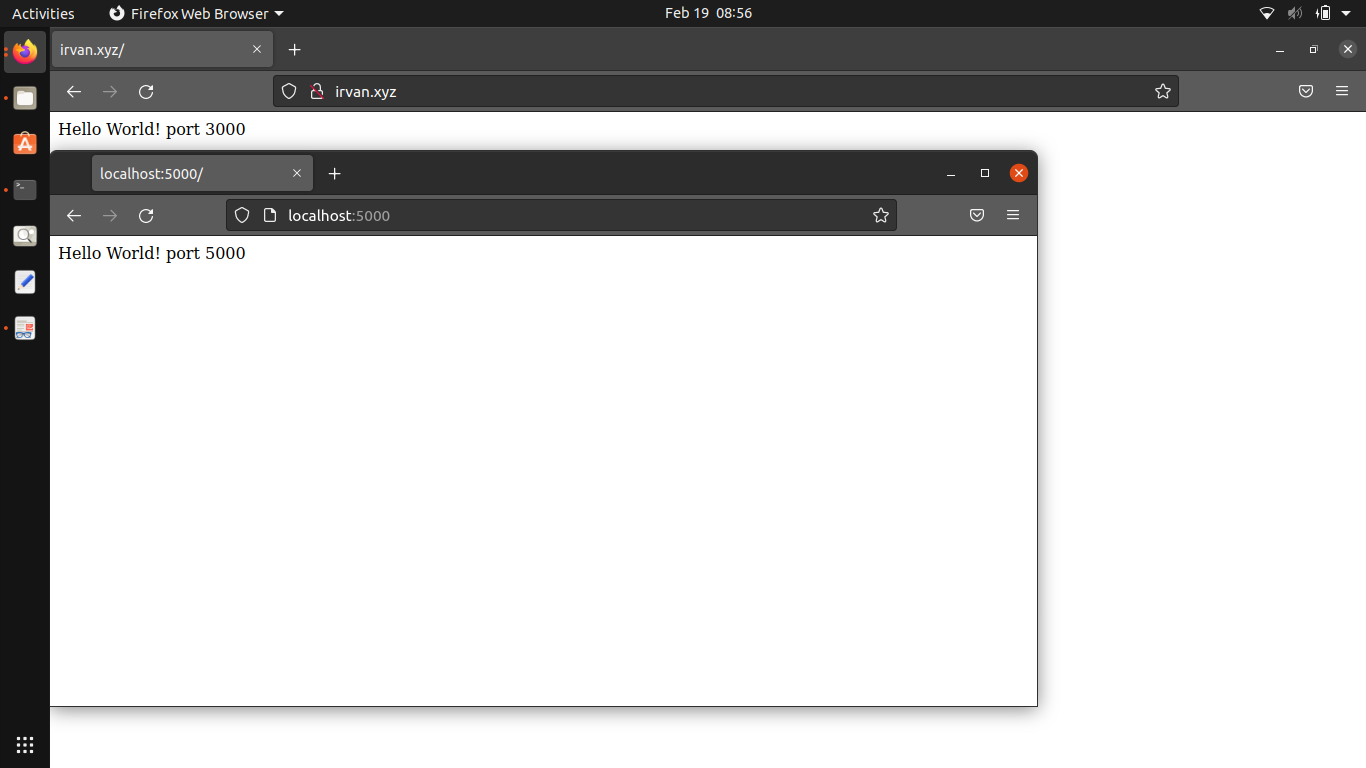 Activities Firefox Web Browser Feb 19 08:56
irvan.xyz/
irvan.xyz
Hello World! port 3000
localhost:5000/
localhost:5000
Hello World! port 5000